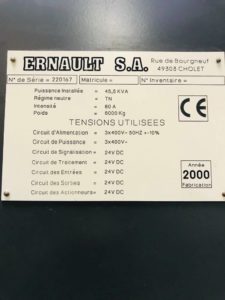 ERNAULT S.A.
Rue de Bourgneuf
49303 CHOLET
N° de Série = 220167 Matricule = N° Inventaire =
Puissance Installée = 45,5 KVA
Régime neutre = TN
Intensité = 80 A
Poids = 8000 Kg
TENSIONS UTILISEES
Circuit d'Alimentation = 3x400V~ 50HZ +-10%
Circuit de Puissance = 3x400V~
Circuit de Signalisation = 24V DC
Circuit de Traitement = 24V DC
Circuit des Entrées = 24V DC
Circuit des Sorties = 24V DC
Circuit des Actionneurs = 24V DC
CE
Année
2000
Fabrication